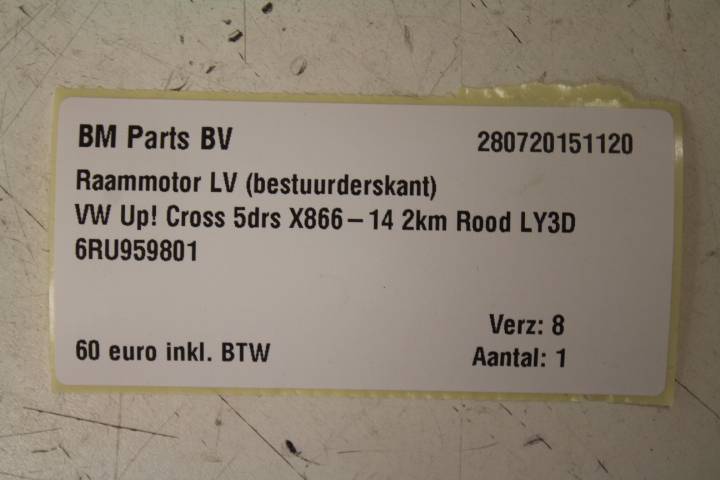 BM Parts BV 280720151120
Raammotor LV (bestuurderskant)
VW Up! Cross 5drs X866-14 2km Rood LY3D
6RU959801
Verz: 8
60 euro inkl. BTW Aantal: 1